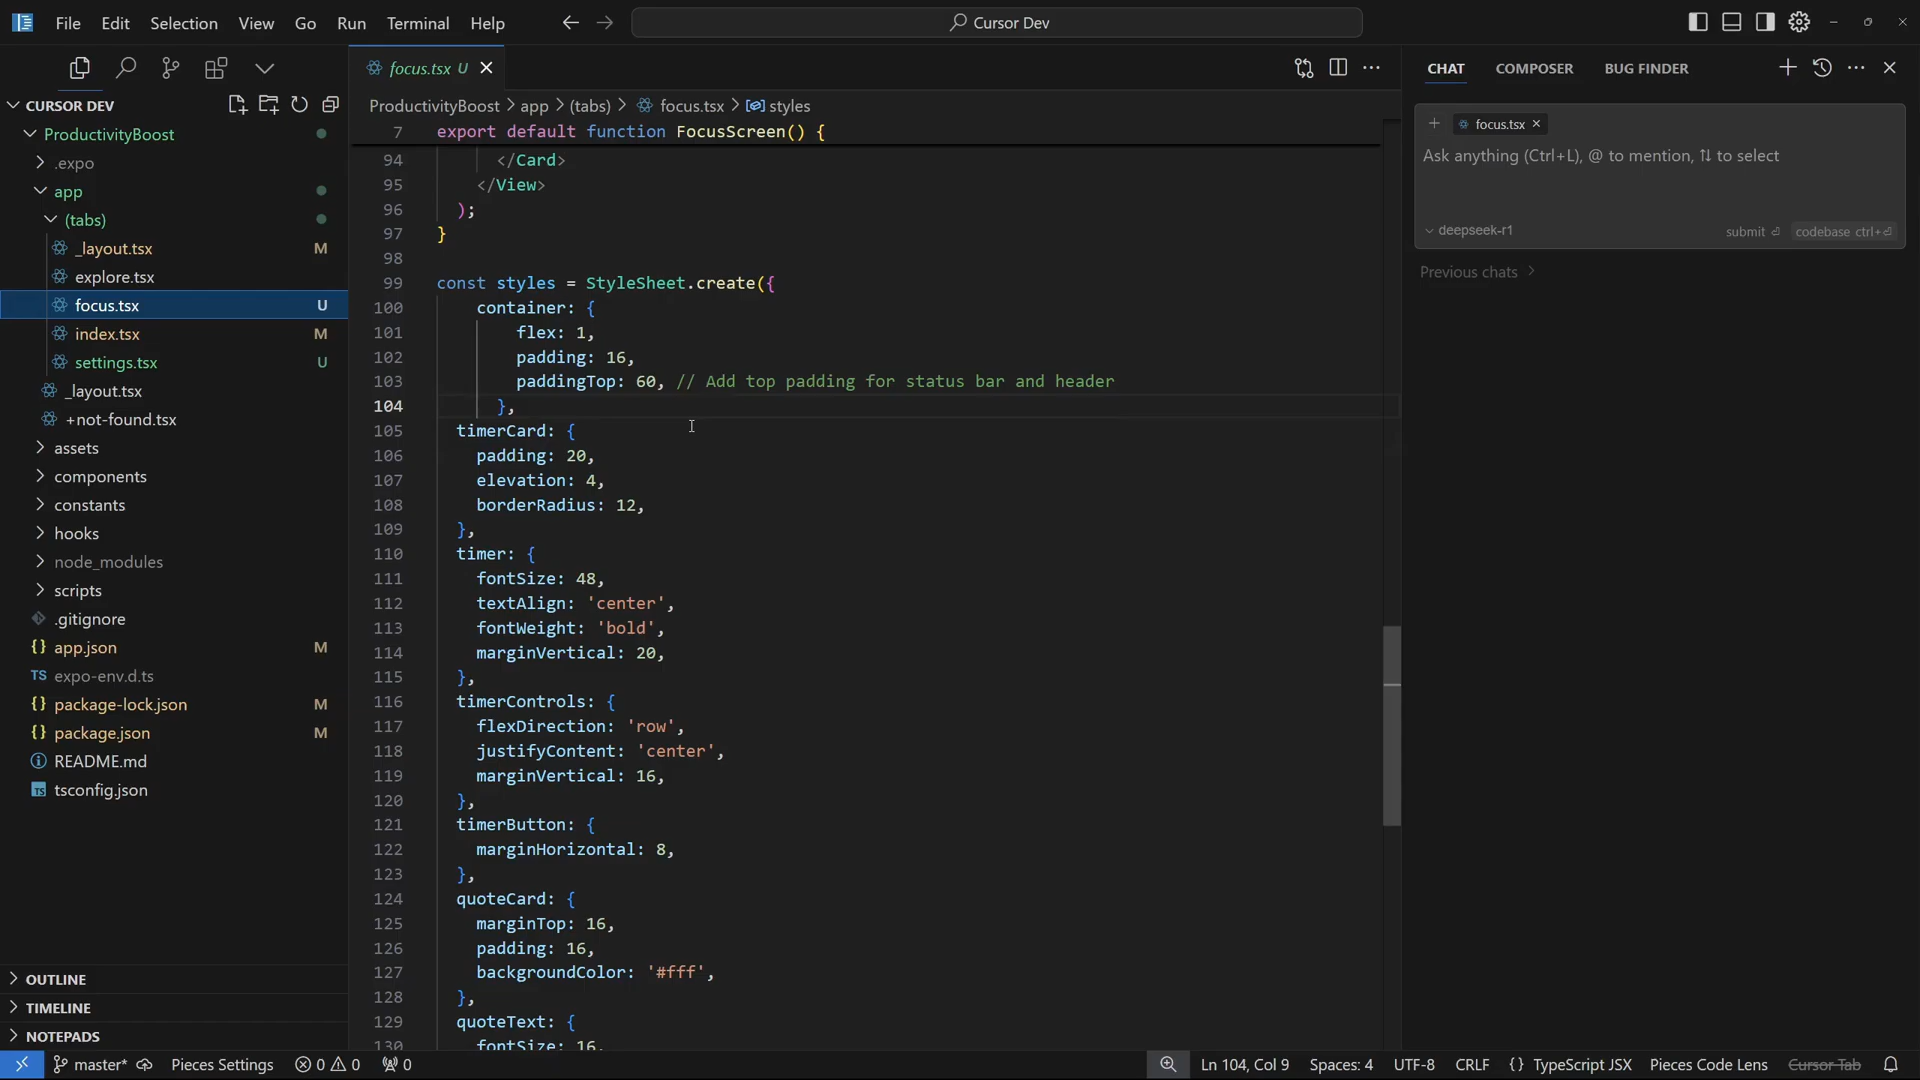 File Edit Selection View Go Run Terminal Help
Cursor Dev
CURSOR DEV
ProductivityBoost
.expo
app
(tabs)
_layout.tsx M
explore.tsx
focus.tsx U
index.tsx M
settings.tsx U
_layout.tsx
+not-found.tsx
assets
components
constants
hooks
node_modules
scripts
.gitignore
{} app.json M
TS expo-env.d.ts
{} package-lock.json M
{} package.json M
README.md
TS tsconfig.json
OUTLINE
TIMELINE
NOTEPADS
focus.tsx U
ProductivityBoost > app > (tabs) > focus.tsx > styles
7 export default function FocusScreen() {
94 </Card>
95 </View>
96 );
97 }
98
99 const styles = StyleSheet.create({
100 container: {
101 flex: 1,
102 padding: 16,
103 paddingTop: 60, // Add top padding for status bar and header
104 },
105 timerCard: {
106 padding: 20,
107 elevation: 4,
108 borderRadius: 12,
109 },
110 timer: {
111 fontSize: 48,
112 textAlign: 'center',
113 fontWeight: 'bold',
114 marginVertical: 20,
115 },
116 timerControls: {
117 flexDirection: 'row',
118 justifyContent: 'center',
119 marginVertical: 16,
120 },
121 timerButton: {
122 marginHorizontal: 8,
123 },
124 quoteCard: {
125 marginTop: 16,
126 padding: 16,
127 backgroundColor: '#fff',
128 },
129 quoteText: {
130 fontSize: 16,
CHAT COMPOSER BUG FINDER
focus.tsx
Ask anything (Ctrl+L), @ to mention, ⇅ to select
deepseek-r1 submit ⏎ codebase ctrl+⏎
Previous chats >
master* Pieces Settings 0 0 0 Ln 104, Col 9 Spaces: 4 UTF-8 CRLF {} TypeScript JSX Pieces Code Lens Cursor Tab